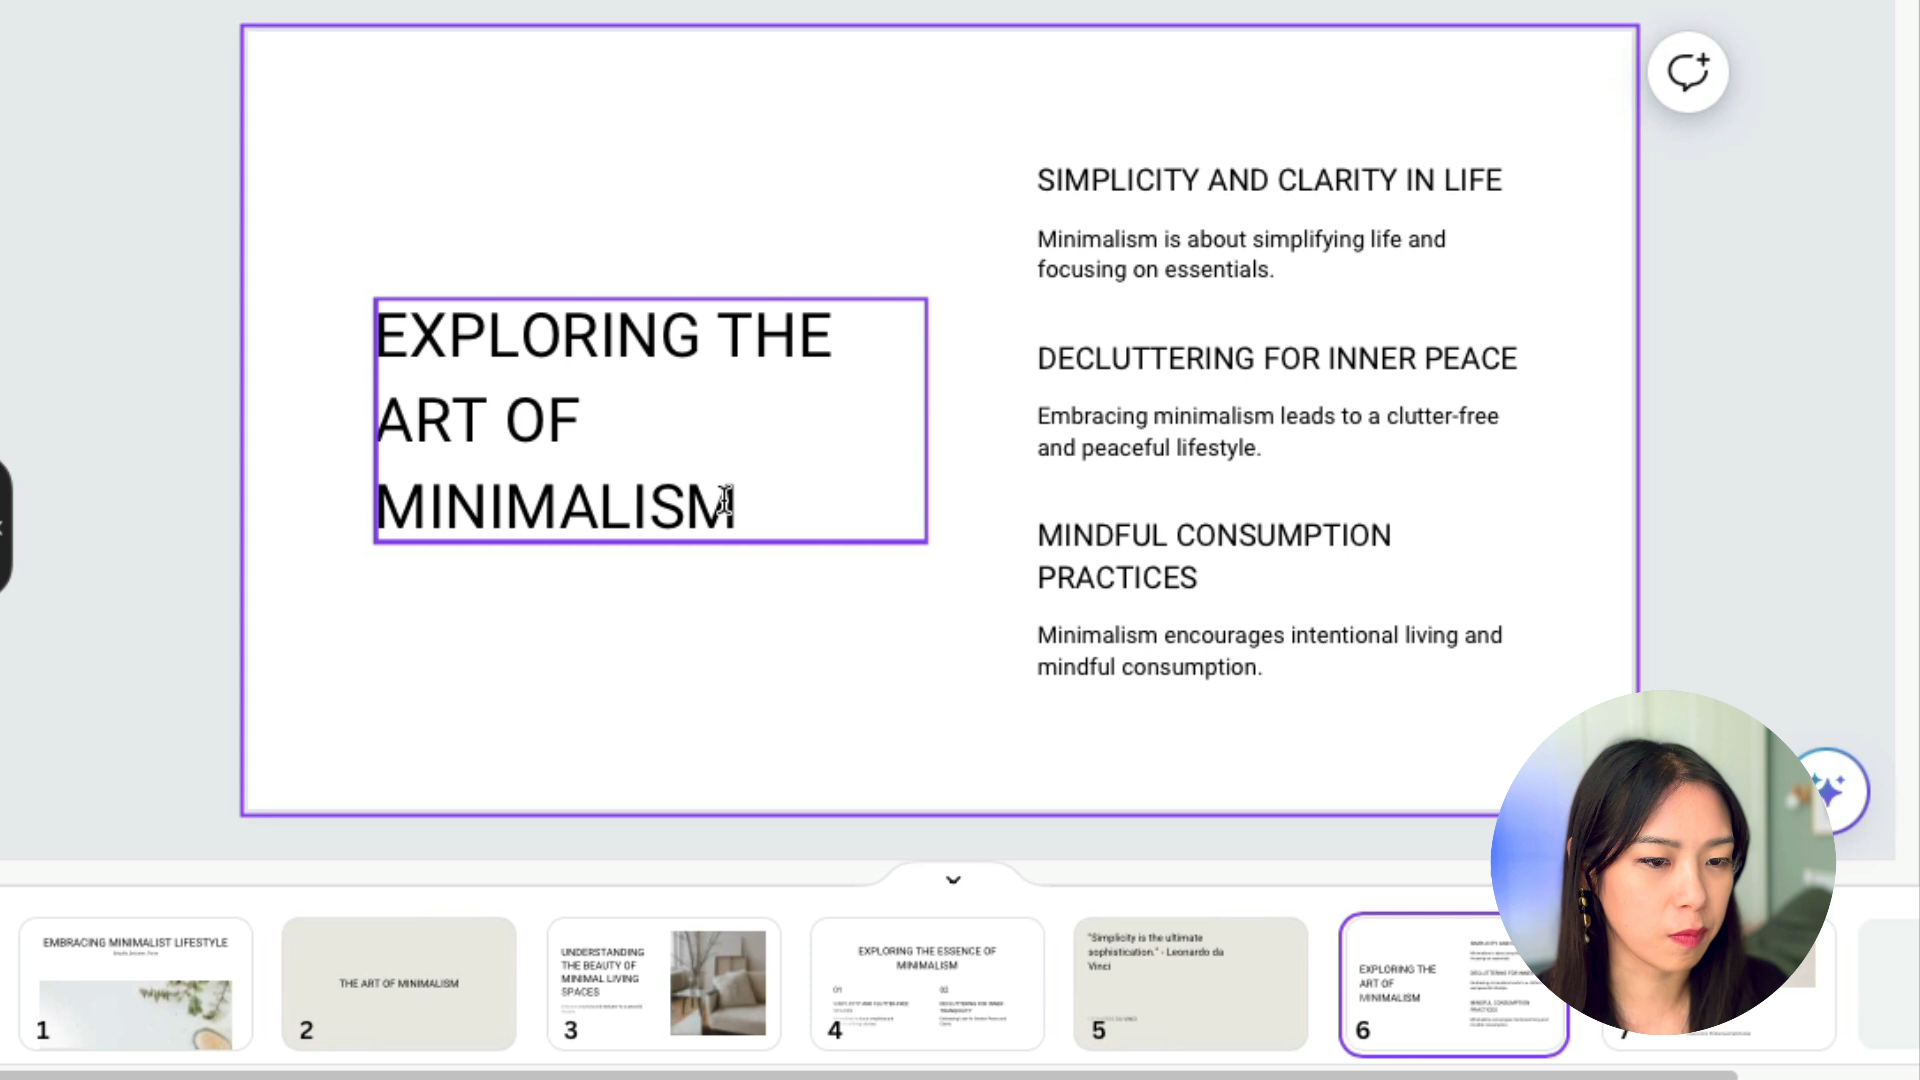 EXPLORING THE
ART OF
MINIMALISM
SIMPLICITY AND CLARITY IN LIFE
Minimalism is about simplifying life and
focusing on essentials.
DECLUTTERING FOR INNER PEACE
Embracing minimalism leads to a clutter-free
and peaceful lifestyle.
MINDFUL CONSUMPTION
PRACTICES
Minimalism encourages intentional living and
mindful consumption.
EMBRACING MINIMALIST LIFESTYLE
1
THE ART OF MINIMALISM
2
UNDERSTANDING
THE BEAUTY OF
MINIMAL LIVING
SPACES
3
EXPLORING THE ESSENCE OF
MINIMALISM
01
02
4
"Simplicity is the ultimate
sophistication." - Leonardo da
Vinci
5
EXPLORING THE
ART OF
MINIMALISM
6